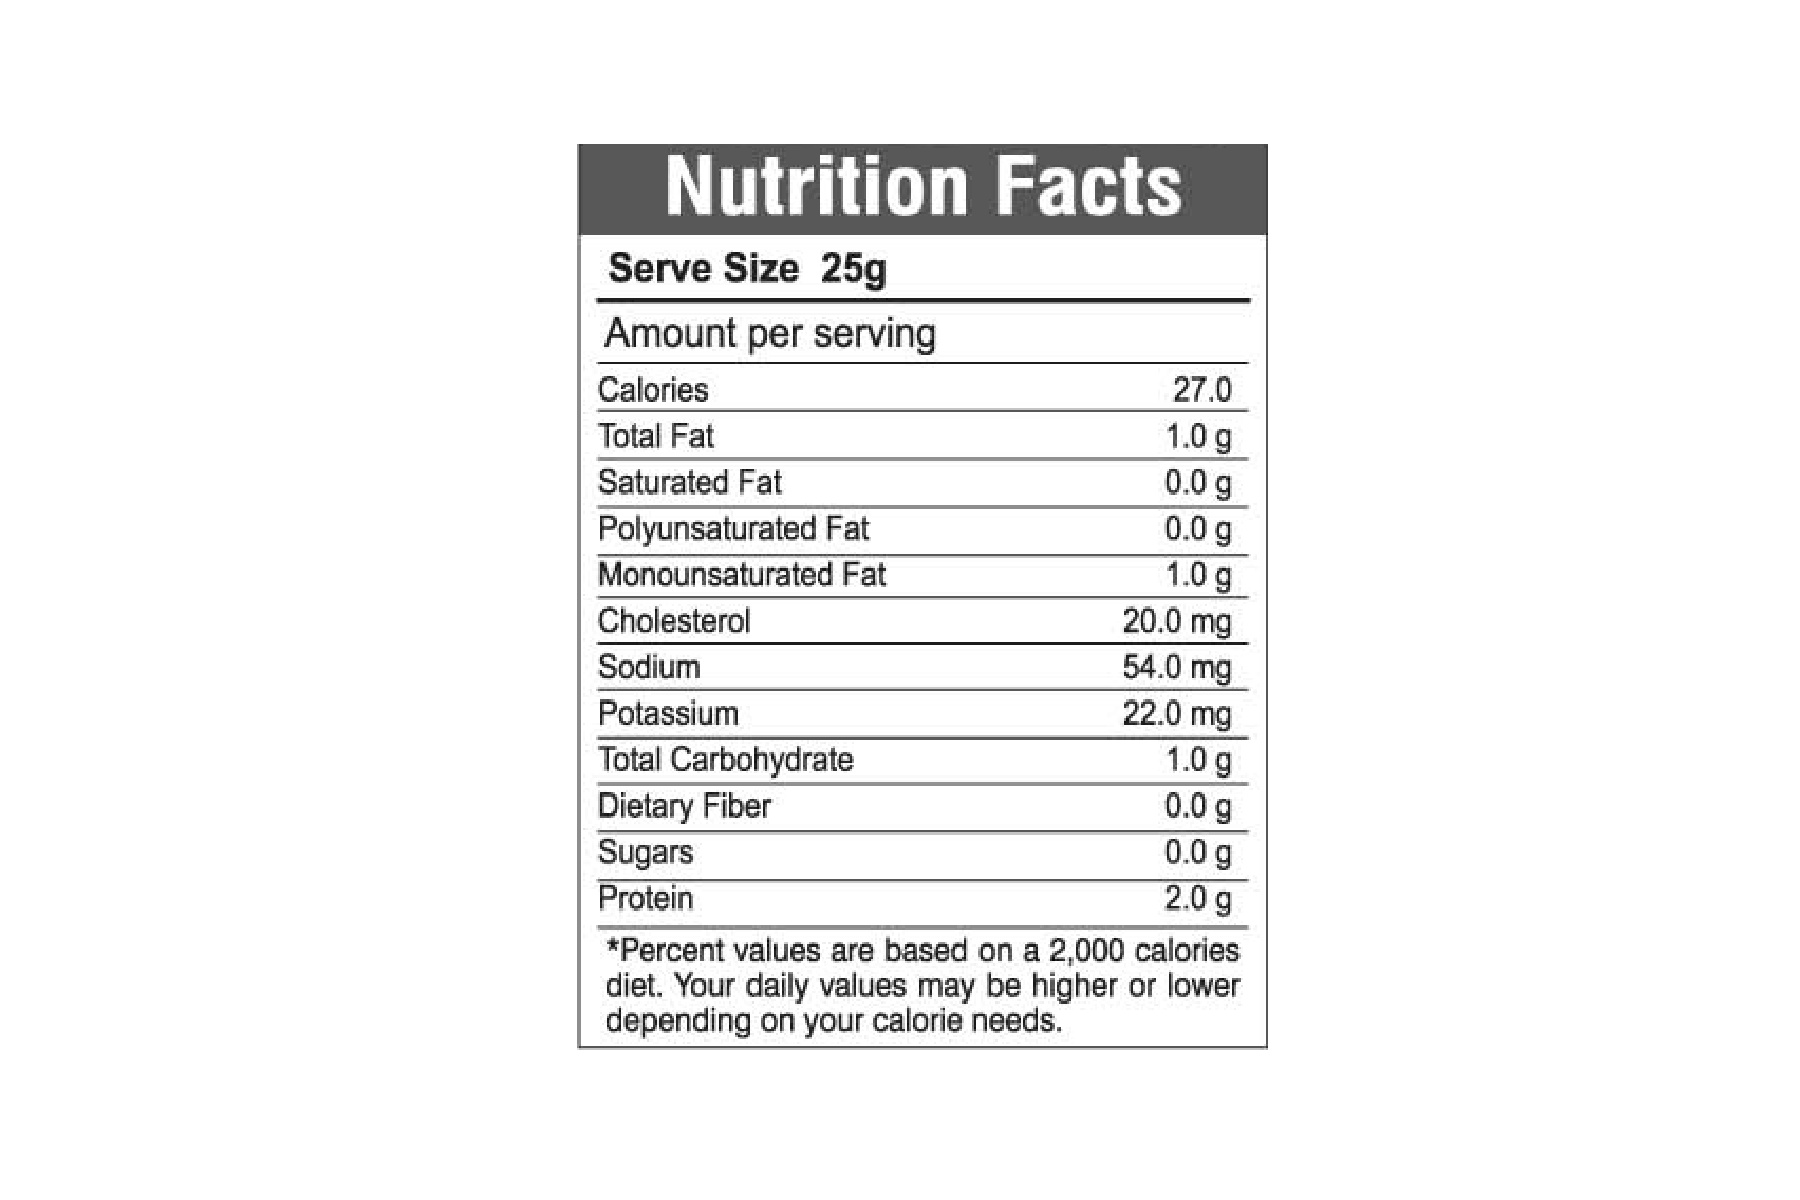 Nutrition Facts
Serve Size 25g
Amount per serving
Calories 27.0
Total Fat 1.0 g
Saturated Fat 0.0 g
Polyunsaturated Fat 0.0 g
Monounsaturated Fat 1.0 g
Cholesterol 20.0 mg
Sodium 54.0 mg
Potassium 22.0 mg
Total Carbohydrate 1.0 g
Dietary Fiber 0.0 g
Sugars 0.0 g
Protein 2.0 g
*Percent values are based on a 2,000 calories
diet. Your daily values may be higher or lower
depending on your calorie needs.